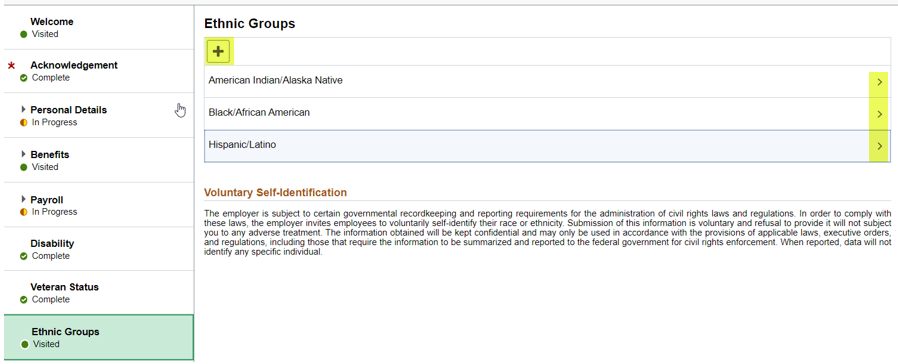 Welcome
Visited
Acknowledgement
Complete
Personal Details
In Progress
Benefits
Visited
Payroll
In Progress
Disability
Complete
Veteran Status
Complete
Ethnic Groups
Visited
Ethnic Groups
American Indian/Alaska Native
Black/African American
Hispanic/Latino
Voluntary Self-Identification
The employer is subject to certain governmental recordkeeping and reporting requirements for the administration of civil rights laws and regulations. In order to comply with
these laws, the employer invites employees to voluntarily self-identify their race or ethnicity. Submission of this information is voluntary and refusal to provide it will not subject
you to any adverse treatment. The information obtained will be kept confidential and may only be used in accordance with the provisions of applicable laws, executive orders,
and regulations, including those that require the information to be summarized and reported to the federal government for civil rights enforcement. When reported, data will not
identify any specific individual.